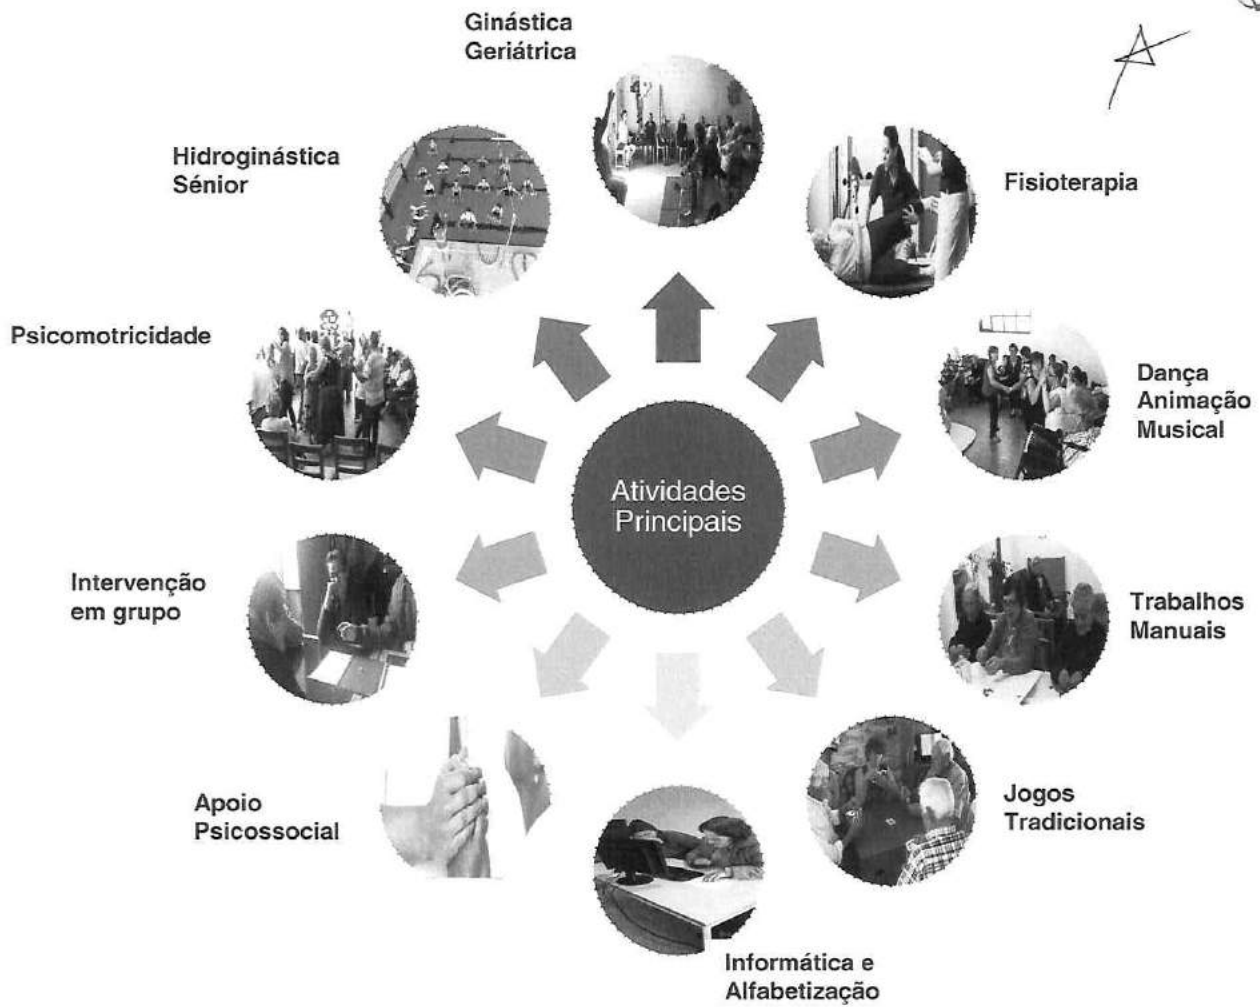 Ginástica
Geriátrica
Fisioterapia
Dança
Animação
Musical
Trabalhos
Manuais
Jogos
Tradicionais
Informática e
Alfabetização
Apoio
Psicossocial
Intervenção
em grupo
Psicomotricidade
Hidroginástica
Sénior
Atividades
Principais